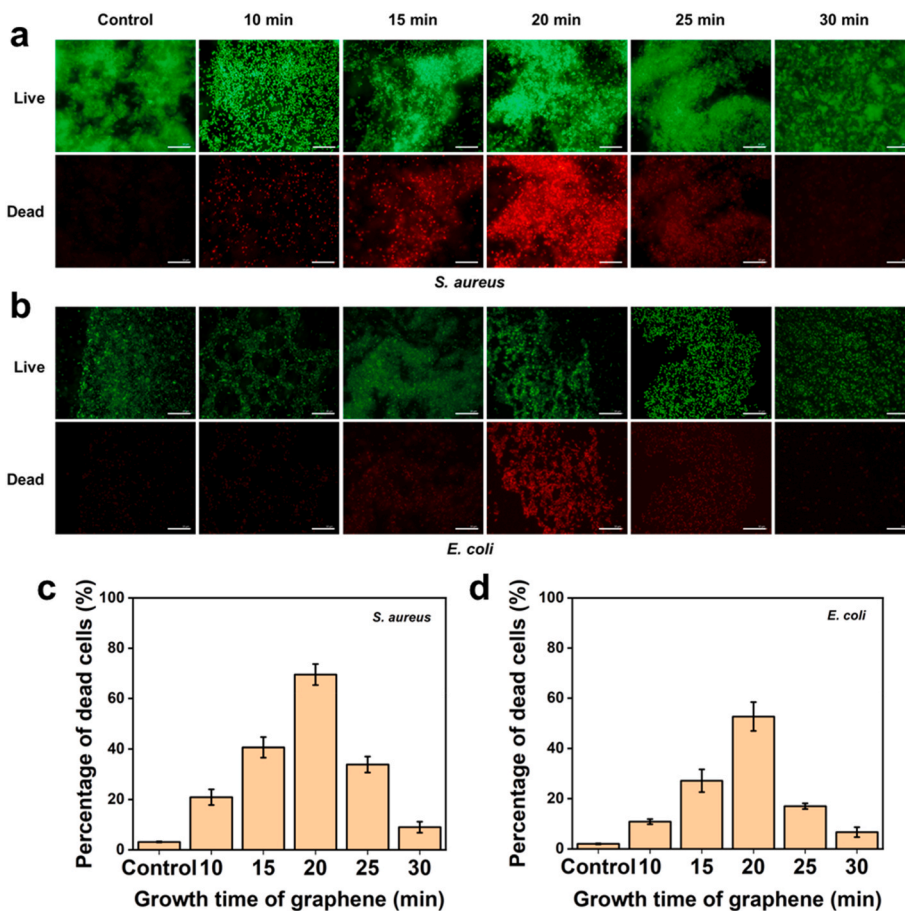 Control 10 min 15 min 20 min 25 min 30 min
a
Live
Dead
S. aureus
b
Live
Dead
E. coli
c
Percentage of dead cells (%)
100
80
60
40
20
0
S. aureus
Control 10 15 20 25 30
Growth time of graphene (min)
d
Percentage of dead cells (%)
100
80
60
40
20
0
E. coli
Control 10 15 20 25 30
Growth time of graphene (min)